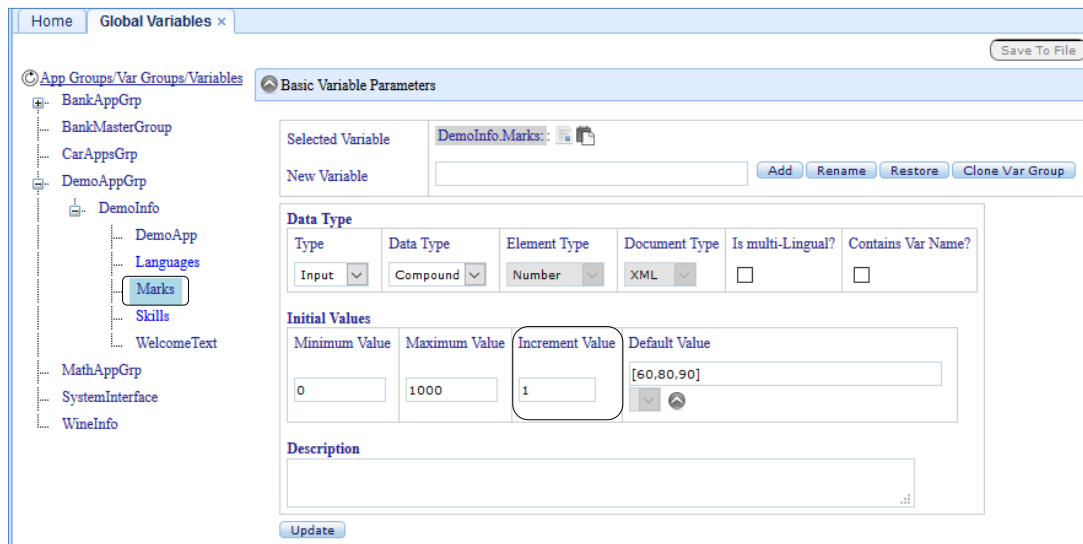 Home Global Variables ×
Save To File
App Groups/Var Groups/Variables
BankAppGrp
BankMasterGroup
CarAppsGrp
DemoAppGrp
DemoInfo
DemoApp
Languages
Marks
Skills
WelcomeText
MathAppGrp
SystemInterface
WineInfo
Basic Variable Parameters
Selected Variable DemoInfo.Marks: :
New Variable Add Rename Restore Clone Var Group
Data Type
Type Data Type Element Type Document Type Is multi-Lingual? Contains Var Name?
Input Compound Number XML
Initial Values
Minimum Value Maximum Value Increment Value Default Value
0 1000 1 [60,80,90]
Description
Update